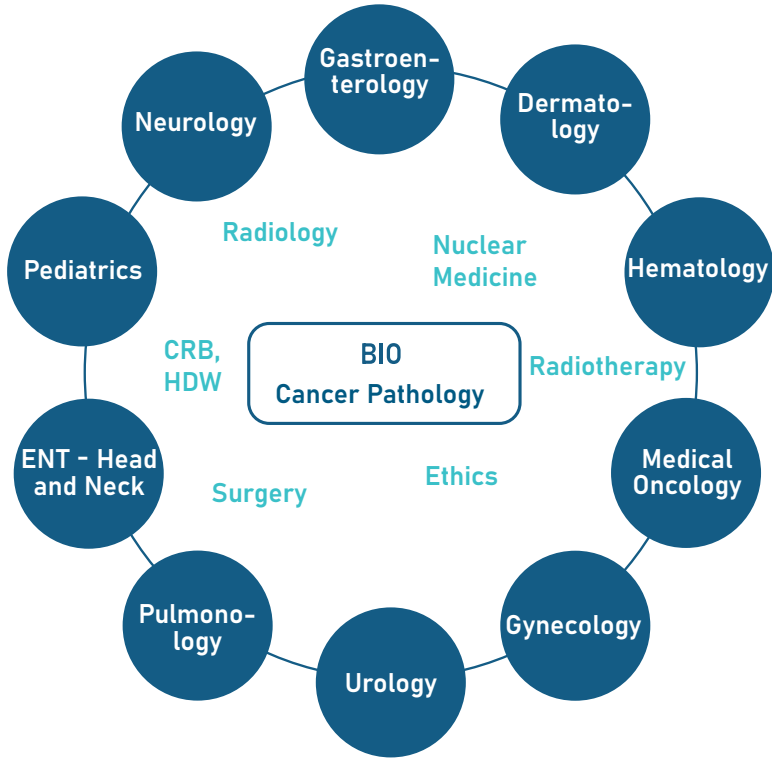 Gastroen-
terology
Dermato-
logy
Neurology
Radiology
Nuclear
Medicine
Pediatrics
Hematology
CRB,
HDW
BIO
Cancer Pathology
Radiotherapy
ENT - Head
and Neck
Surgery
Ethics
Medical
Oncology
Pulmono-
logy
Gynecology
Urology